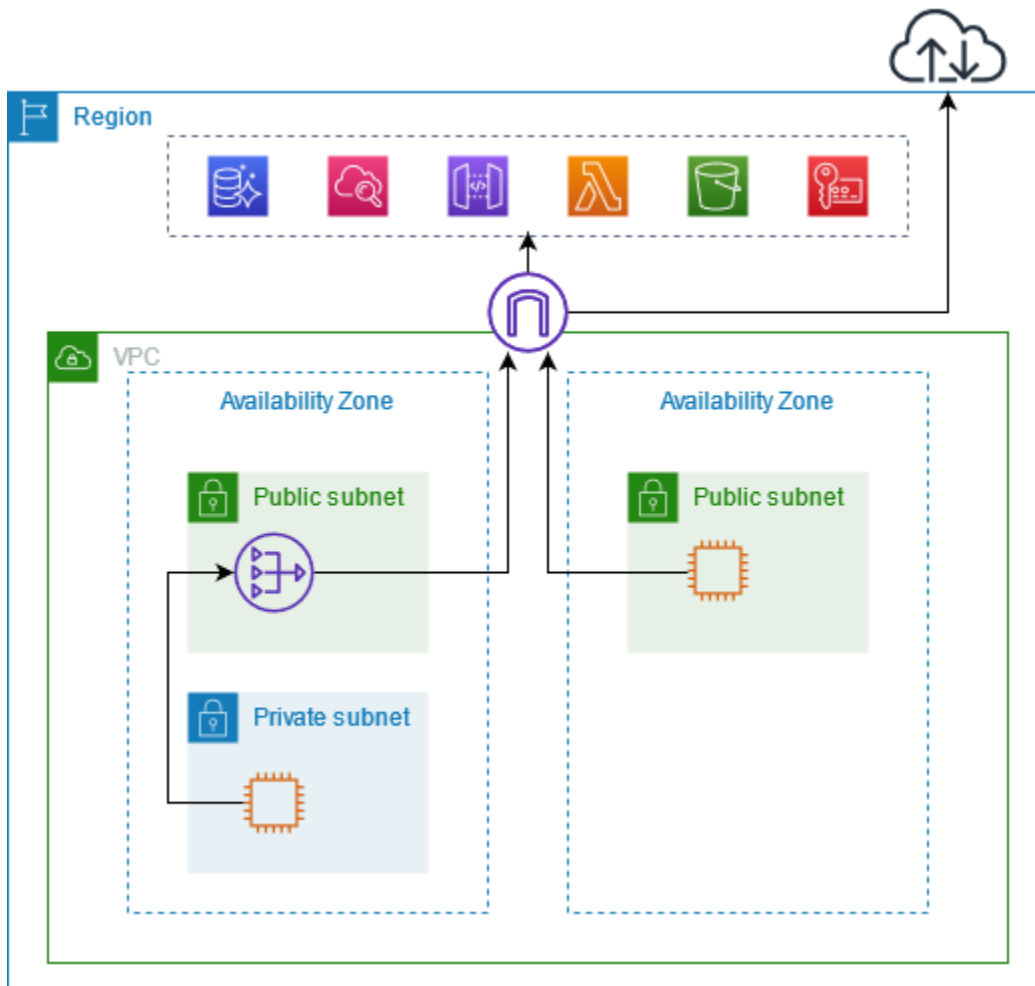 Region
VPC
Availability Zone
Availability Zone
Public subnet
Public subnet
Private subnet